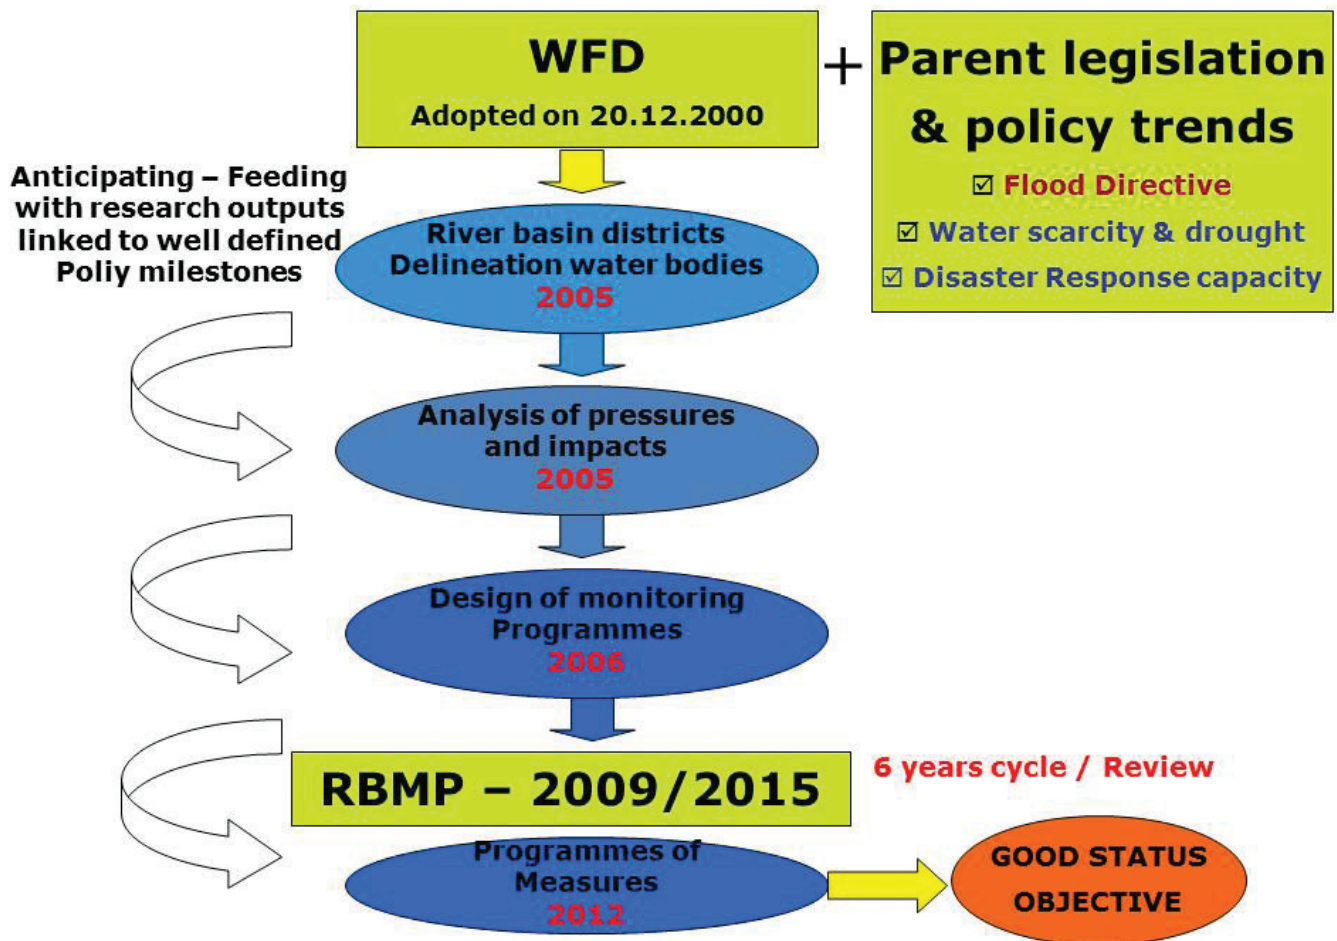 WFD
Adopted on 20.12.2000
+
Parent legislation
& policy trends
☑ Flood Directive
☑ Water scarcity & drought
☑ Disaster Response capacity
Anticipating – Feeding
with research outputs
linked to well defined
Poliy milestones
River basin districts
Delineation water bodies
2005
Analysis of pressures
and impacts
2005
Design of monitoring
Programmes
2006
RBMP – 2009/2015
6 years cycle / Review
Programmes of
Measures
2012
GOOD STATUS
OBJECTIVE